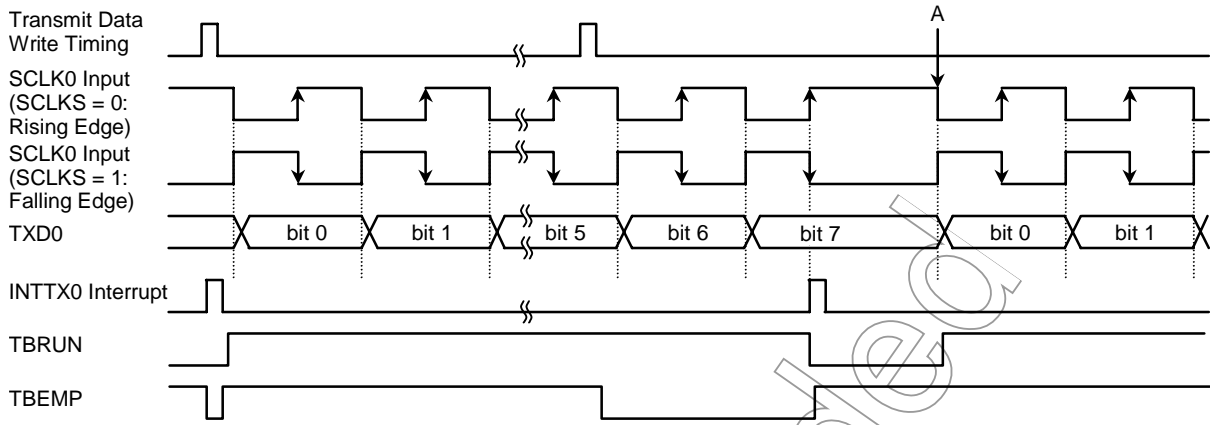 Transmit Data
Write Timing
A
SCLK0 Input
(SCLKS = 0:
Rising Edge)
SCLK0 Input
(SCLKS = 1:
Falling Edge)
TXD0
bit 0 bit 1 bit 5 bit 6 bit 7 bit 0 bit 1
INTTX0 Interrupt
TBRUN
TBEMP
ded